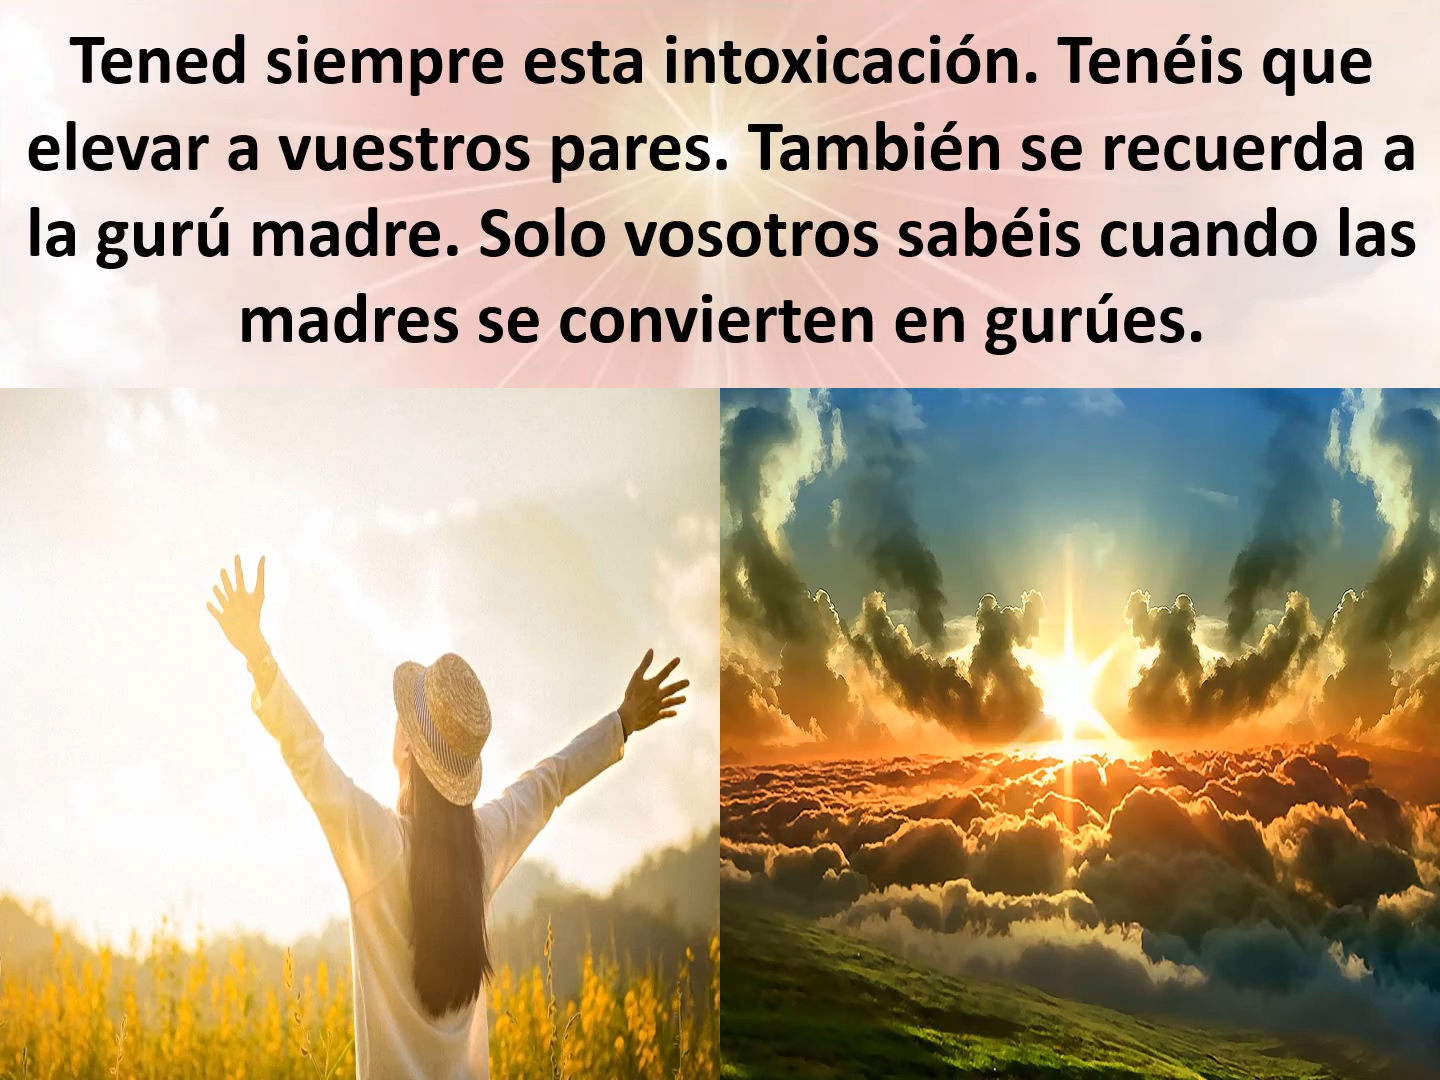 Tened siempre esta intoxicación. Tenéis que
elevar a vuestros pares. También se recuerda a
la gurú madre. Solo vosotros sabéis cuando las
madres se convierten en gurúes.